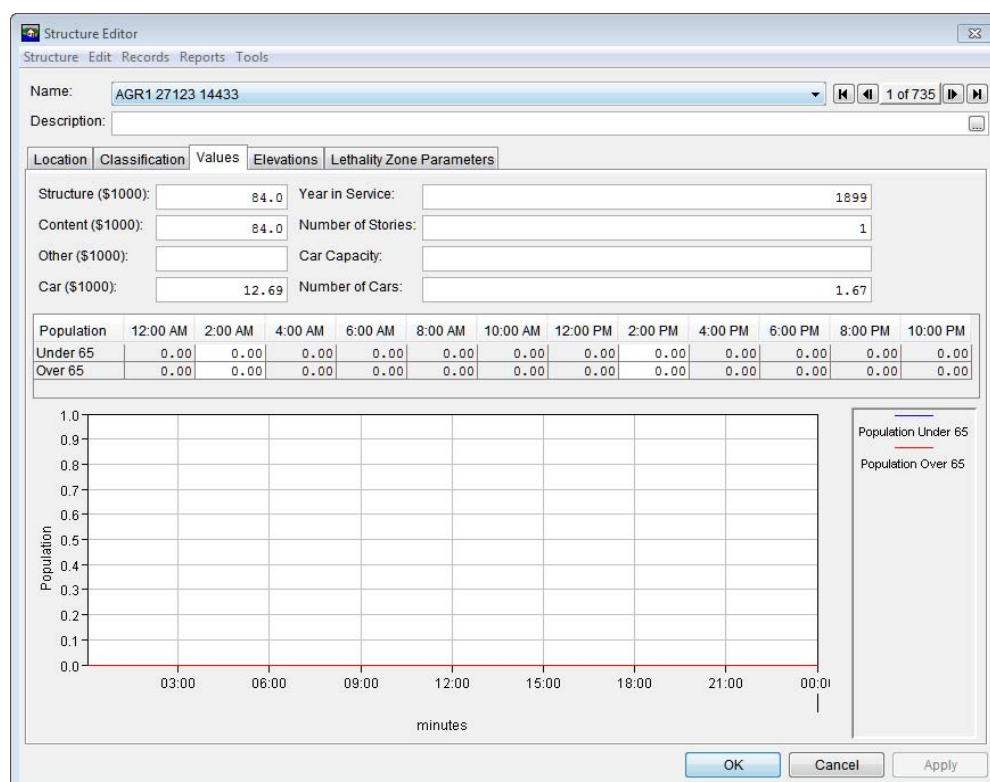 Structure Editor
Structure Edit Records Reports Tools
Name: AGR1 27123 14433 1 of 735
Description: ...
Location Classification Values Elevations Lethality Zone Parameters
Structure ($1000): 84.0 Year in Service: 1899
Content ($1000): 84.0 Number of Stories: 1
Other ($1000): Car Capacity:
Car ($1000): 12.69 Number of Cars: 1.67
Population 12:00 AM 2:00 AM 4:00 AM 6:00 AM 8:00 AM 10:00 AM 12:00 PM 2:00 PM 4:00 PM 6:00 PM 8:00 PM 10:00 PM
Under 65 0.00 0.00 0.00 0.00 0.00 0.00 0.00 0.00 0.00 0.00 0.00 0.00
Over 65 0.00 0.00 0.00 0.00 0.00 0.00 0.00 0.00 0.00 0.00 0.00 0.00
1.0
0.9
0.8
0.7
0.6
0.5
0.4
0.3
0.2
0.1
0.0
Population
03:00 06:00 09:00 12:00 15:00 18:00 21:00 00:0
minutes
Population Under 65
Population Over 65
OK Cancel Apply